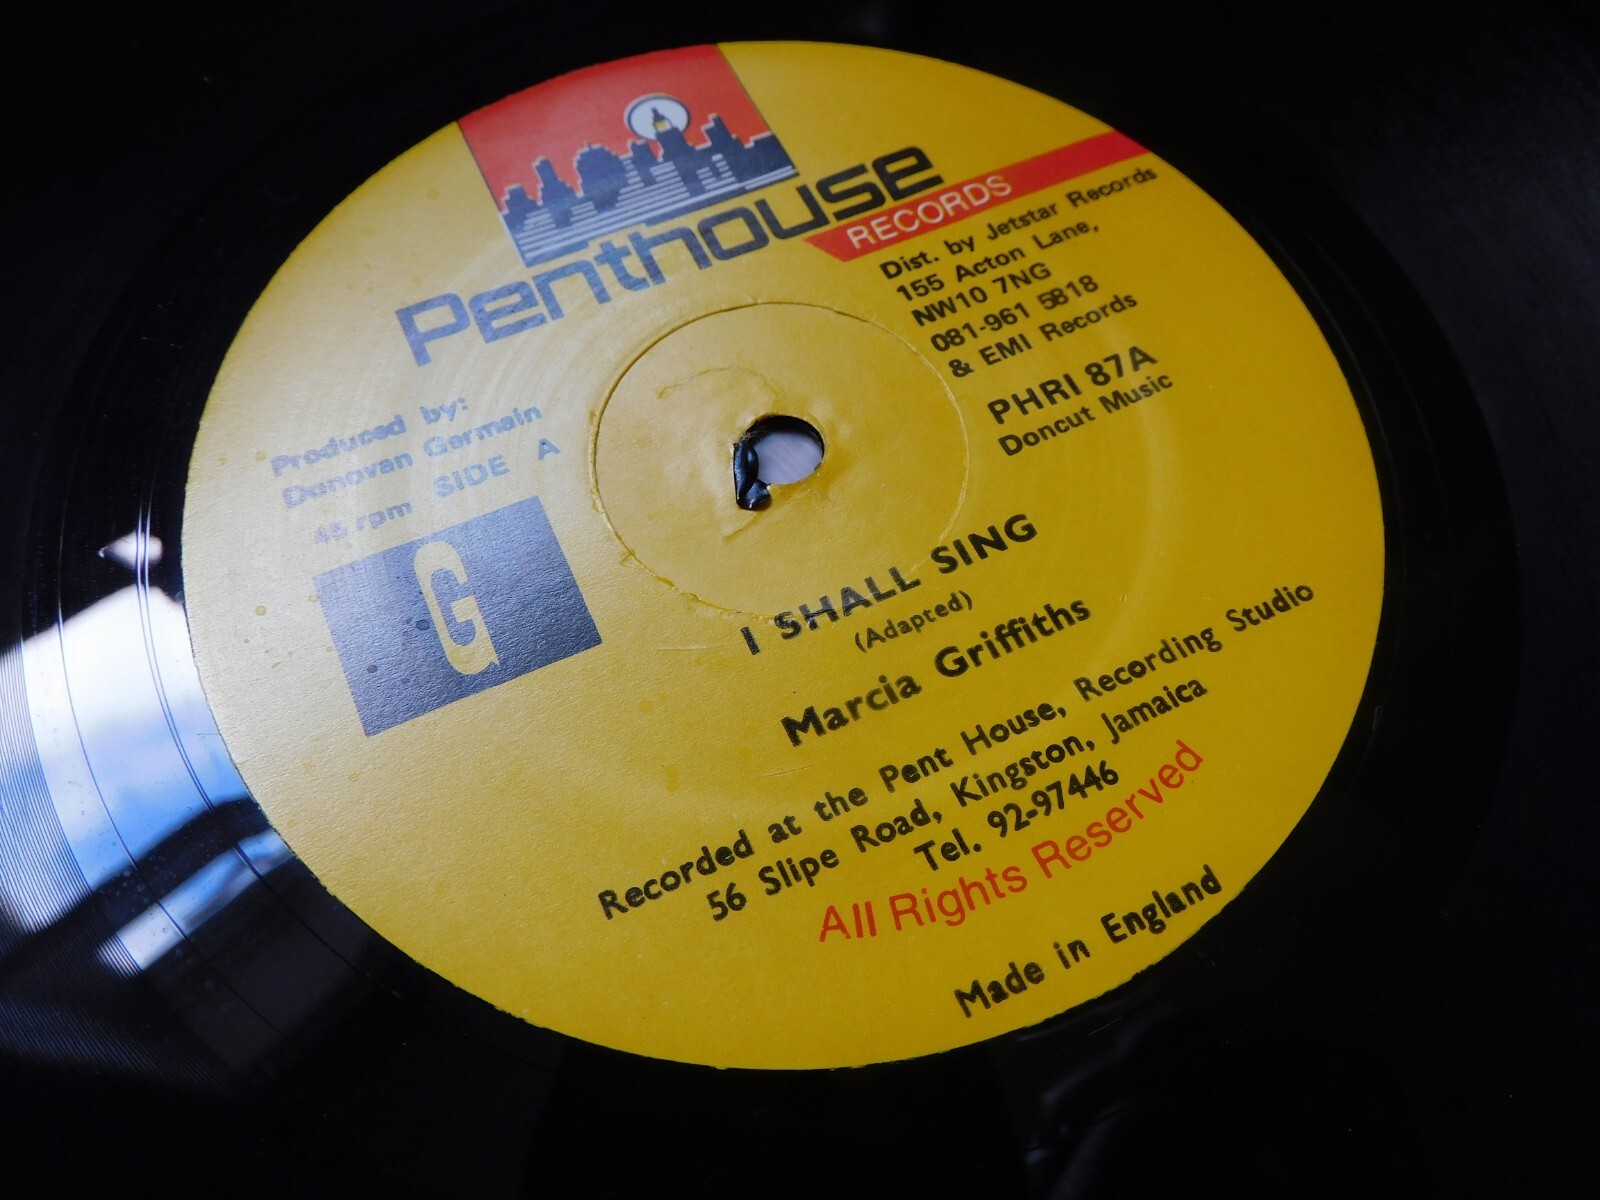 Penthouse
RECORDS
Dist. by Jetstar Records
155 Acton Lane,
NW10 7NG
081-961 5818
& EMI Records
PHRI 87A
Doncut Music
Produced by:
Donovan Germain
45 rpm SIDE A
G
I SHALL SING
(Adapted)
Marcia Griffiths
Recorded at the Pent House, Recording Studio
56 Slipe Road, Kingston, Jamaica
Tel. 92-97446
All Rights Reserved
Made in England